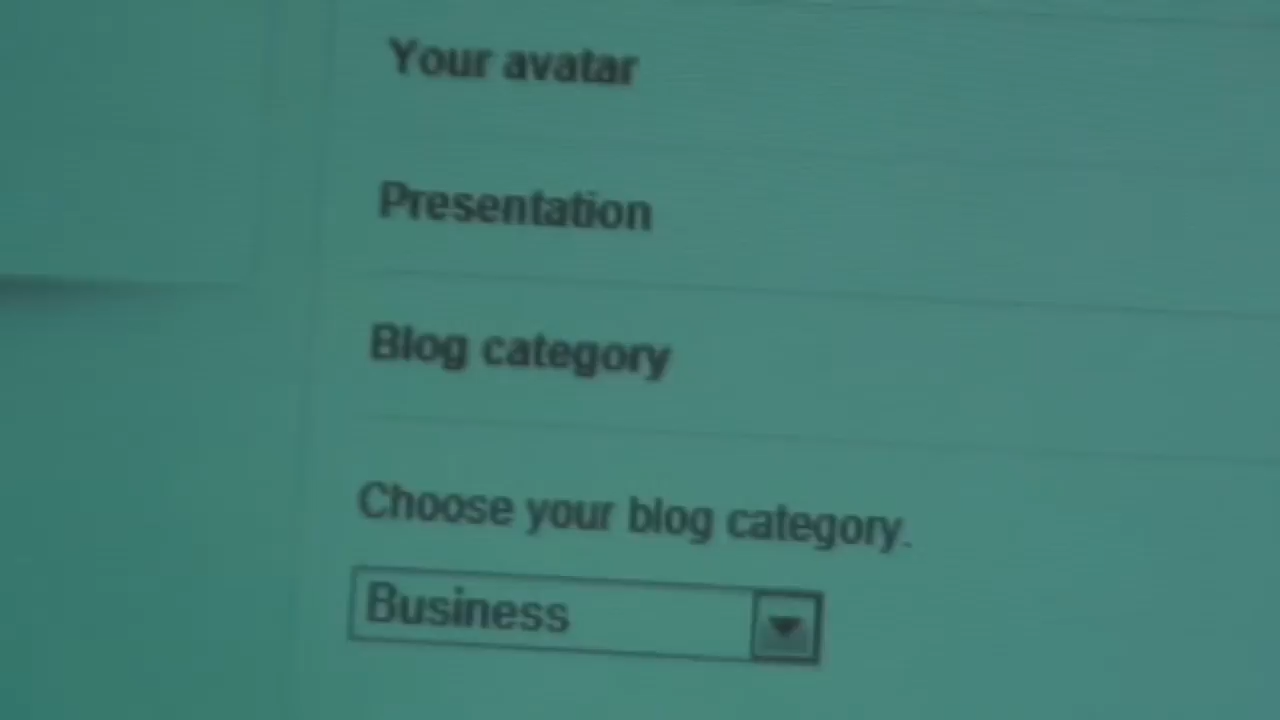 Your avatar
Presentation
Blog category
Choose your blog category.
Business